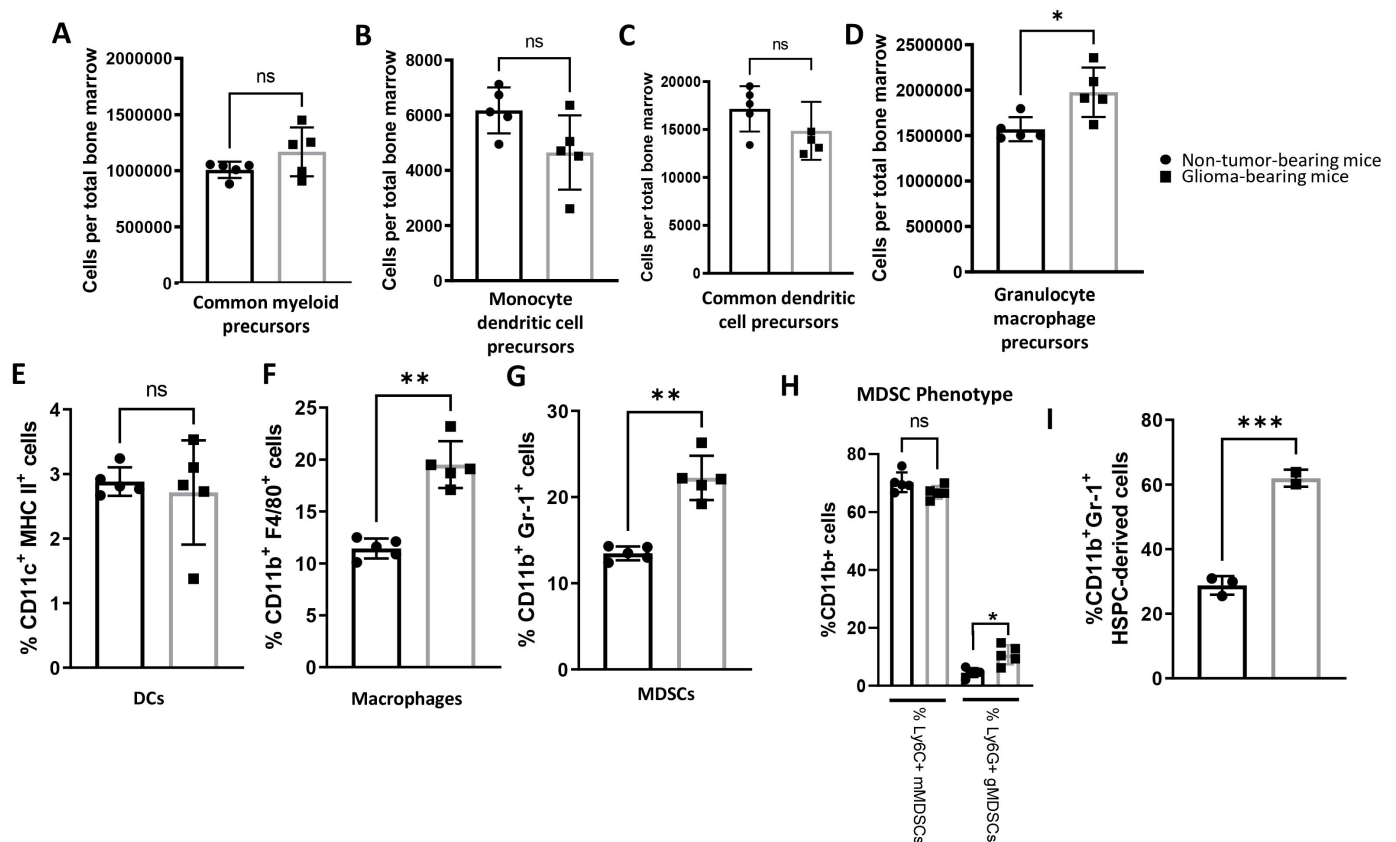 A
Cells per total bone marrow
2000000
1500000
1000000
500000
0
ns
Common myeloid
precursors
B
Cells per total bone marrow
8000
6000
4000
2000
0
ns
Monocyte
dendritic cell
precursors
C
Cells per total bone marrow
20000
15000
10000
5000
0
ns
Common dendritic
cell precursors
D
Cells per total bone marrow
2500000
2000000
1500000
1000000
500000
0
*
Granulocyte
macrophage
precursors
Non-tumor-bearing mice
Glioma-bearing mice
E
% CD11c+ MHC II+ cells
4
3
2
1
0
ns
DCs
F
% CD11b+ F4/80+ cells
25
20
15
10
5
0
**
Macrophages
G
% CD11b+ Gr-1+ cells
30
20
10
0
**
MDSCs
H
MDSC Phenotype
%CD11b+ cells
80
60
40
20
0
ns
*
% Ly6C+ mMDSCs
% Ly6G+ gMDSCs
I
%CD11b+Gr-1+
HSPC-derived cells
80
60
40
20
0
***